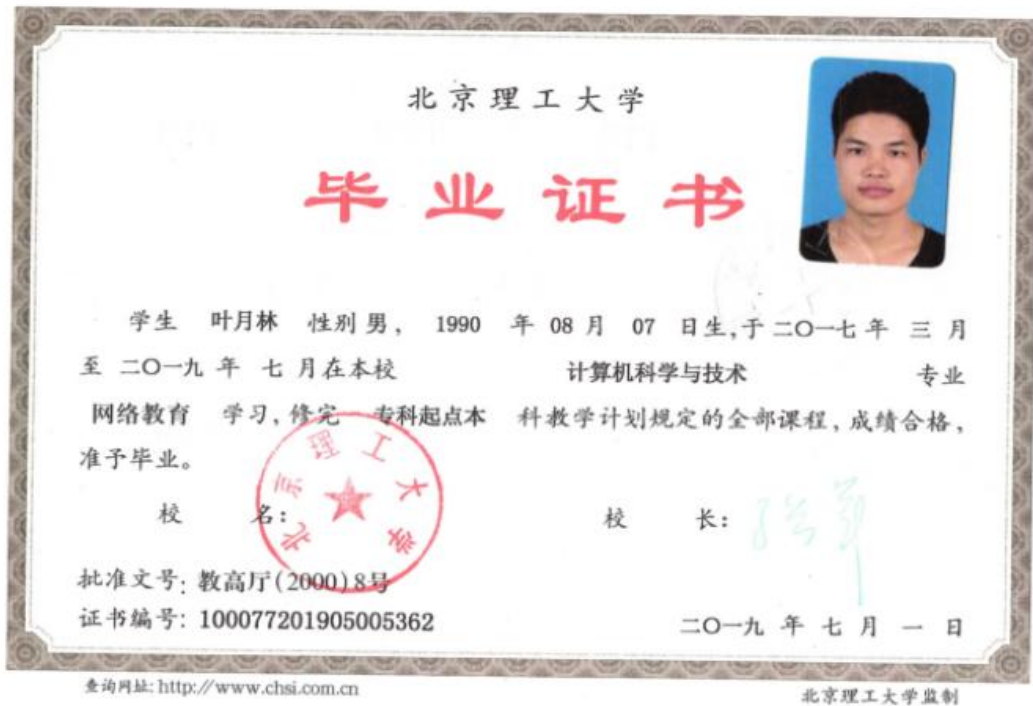 北京理工大学
毕业证书
学生 叶月林 性别 男， 1990 年 08 月 07 日生,于 二〇一七 年 三 月
至 二〇一九 年 七 月在本校 计算机科学与技术 专业
网络教育 学习,修完 专科起点本 科教学计划规定的全部课程,成绩合格,
准予毕业。
校 名: 校 长:
北京理工大学
批准文号: 教高厅(2000)8号
证书编号: 100077201905005362
二〇一九 年 七 月 一 日
查询网址: http://www.chsi.com.cn
北京理工大学监制